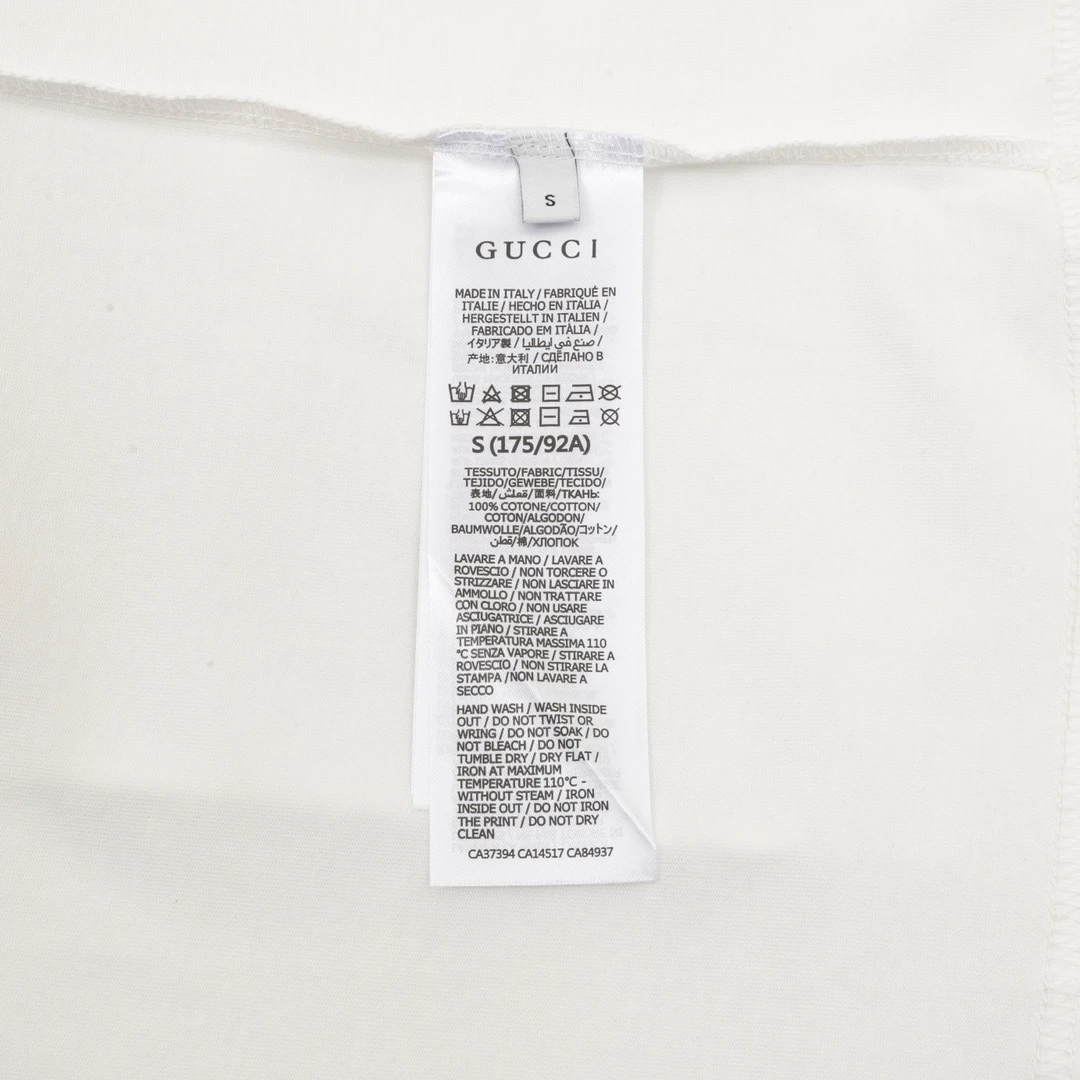 S
GUCCI
MADE IN ITALY / FABRIQUÉ EN
ITALIE / HECHO EN ITALIA /
HERGESTELLT IN ITALIEN /
FABRICADO EM ITÁLIA /
イタリア製 / صنع في ايطاليا /
产地:意大利 / СДЕЛАНО В
ИТАЛИИ
S (175/92A)
TESSUTO/FABRIC/TISSU/
TEJIDO/GEWEBE/TECIDO/
表地/قماش/面料/ТКАНЬ:
100% COTONE/COTTON/
COTON/ALGODON/
BAUMWOLLE/ALGODÃO/コットン/
قطن/棉/ХЛОПОК
LAVARE A MANO / LAVARE A
ROVESCIO / NON TORCERE O
STRIZZARE / NON LASCIARE IN
AMMOLLO / NON TRATTARE
CON CLORO / NON USARE
ASCIUGATRICE / ASCIUGARE
IN PIANO / STIRARE A
TEMPERATURA MASSIMA 110
°C SENZA VAPORE / STIRARE A
ROVESCIO / NON STIRARE LA
STAMPA / NON LAVARE A
SECCO
HAND WASH / WASH INSIDE
OUT / DO NOT TWIST OR
WRING / DO NOT SOAK / DO
NOT BLEACH / DO NOT
TUMBLE DRY / DRY FLAT /
IRON AT MAXIMUM
TEMPERATURE 110°C -
WITHOUT STEAM / IRON
INSIDE OUT / DO NOT IRON
THE PRINT / DO NOT DRY
CLEAN
CA37394 CA14517 CA84937